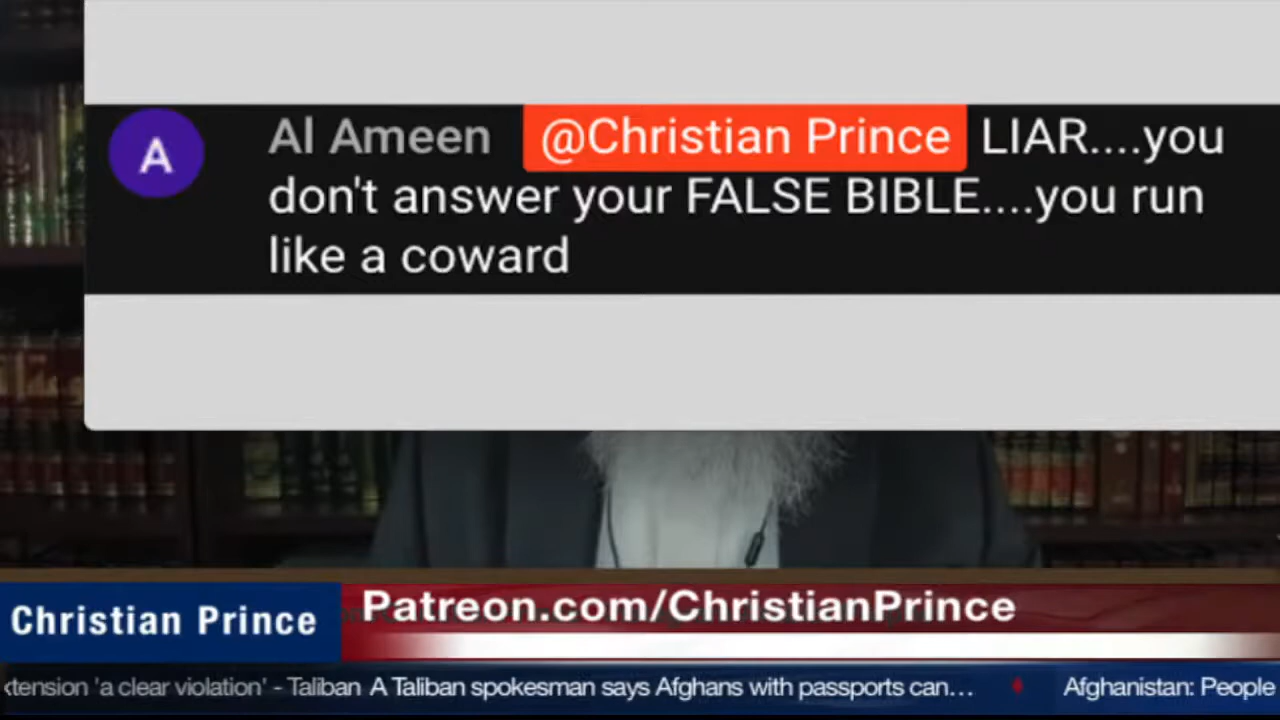 A
Al Ameen @Christian Prince LIAR....you
don't answer your FALSE BIBLE....you run
like a coward
Christian Prince
Patreon.com/ChristianPrince
tension 'a clear violation' - Taliban A Taliban spokesman says Afghans with passports can… Afghanistan: People